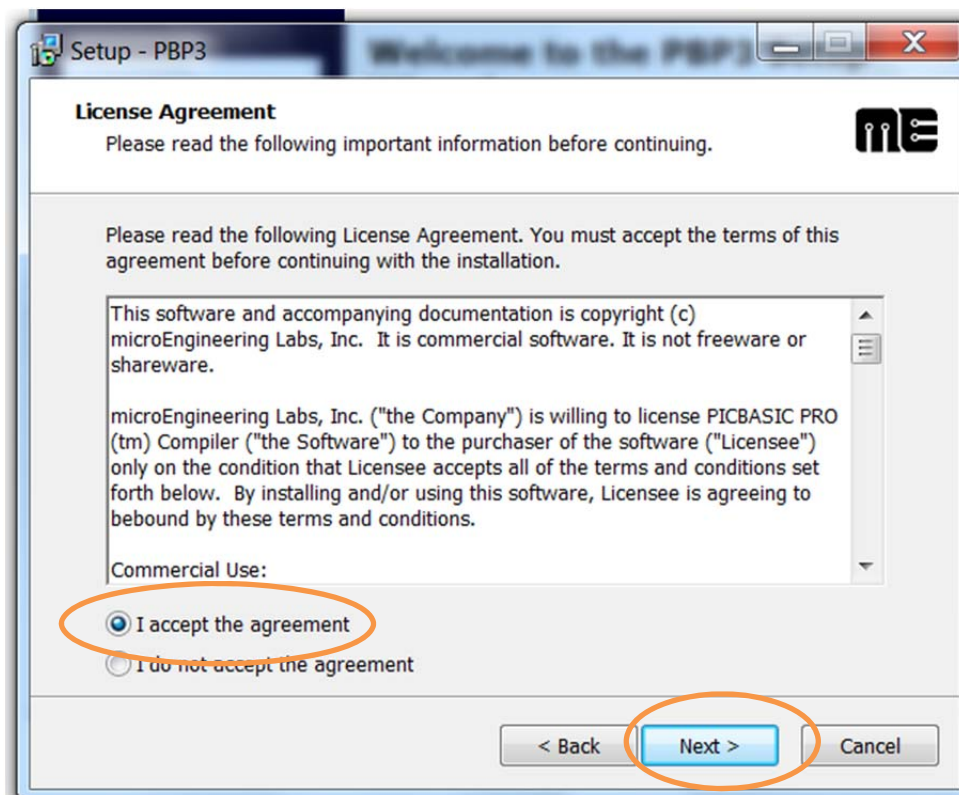 Setup - PBP3
Welcome to the PBP3 Setup
License Agreement
Please read the following important information before continuing.
mE
Please read the following License Agreement. You must accept the terms of this
agreement before continuing with the installation.
This software and accompanying documentation is copyright (c)
microEngineering Labs, Inc.  It is commercial software. It is not freeware or
shareware.
microEngineering Labs, Inc. ("the Company") is willing to license PICBASIC PRO
(tm) Compiler ("the Software") to the purchaser of the software ("Licensee")
only on the condition that Licensee accepts all of the terms and conditions set
forth below.  By installing and/or using this software, Licensee is agreeing to
bebound by these terms and conditions.
Commercial Use:
I accept the agreement
I do not accept the agreement
< Back
Next >
Cancel